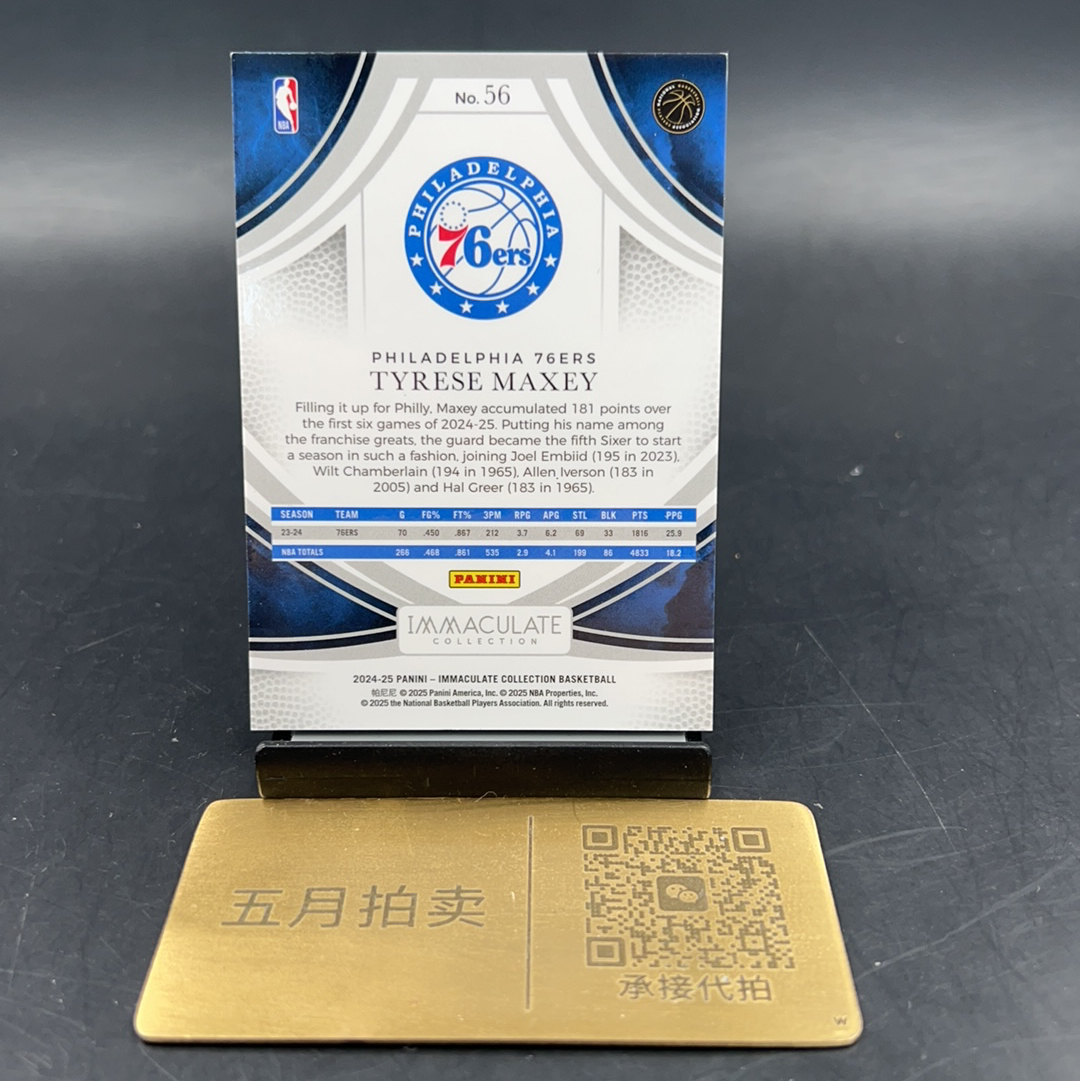 NBA
No. 56
PHILADELPHIA
76ers
PHILADELPHIA 76ERS
TYRESE MAXEY
Filling it up for Philly, Maxey accumulated 181 points over
the first six games of 2024-25. Putting his name among
the franchise greats, the guard became the fifth Sixer to start
a season in such a fashion, joining Joel Embiid (195 in 2023),
Wilt Chamberlain (194 in 1965), Allen Iverson (183 in
2005) and Hal Greer (183 in 1965).
SEASON TEAM G FG% FT% 3PM RPG APG STL BLK PTS PPG
23-24 76ERS 70 .450 .867 212 3.7 6.2 69 33 1816 25.9
NBA TOTALS 266 .468 .861 535 2.9 4.1 199 86 4833 18.2
PANINI
IMMACULATE
COLLECTION
2024-25 PANINI – IMMACULATE COLLECTION BASKETBALL
帕尼尼 © 2025 Panini America, Inc. © 2025 NBA Properties, Inc.
© 2025 the National Basketball Players Association. All rights reserved.
五月拍卖
承接代拍
W